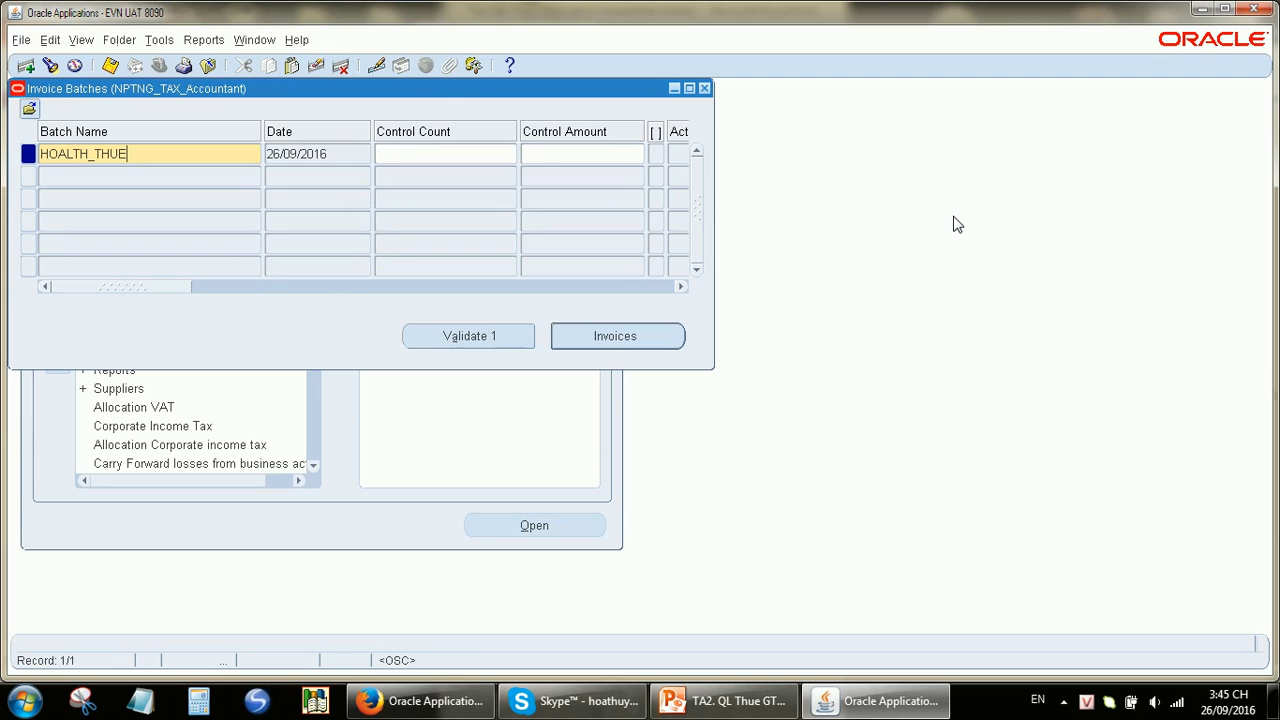 Oracle Applications - EVN UAT 8090
File Edit View Folder Tools Reports Window Help
ORACLE
Invoice Batches (NPTNG_TAX_Accountant)
Batch Name Date Control Count Control Amount [ ] Act
HOALTH_THUE 26/09/2016
Validate 1 Invoices
Reports
+ Suppliers
Allocation VAT
Corporate Income Tax
Allocation Corporate income tax
Carry Forward losses from business ac
Open
Record: 1/1 ... <OSC>
Oracle Applicatio... Skype™ - hoathuy... TA2. QL Thue GT... Oracle Applicatio... EN 3:45 CH
26/09/2016